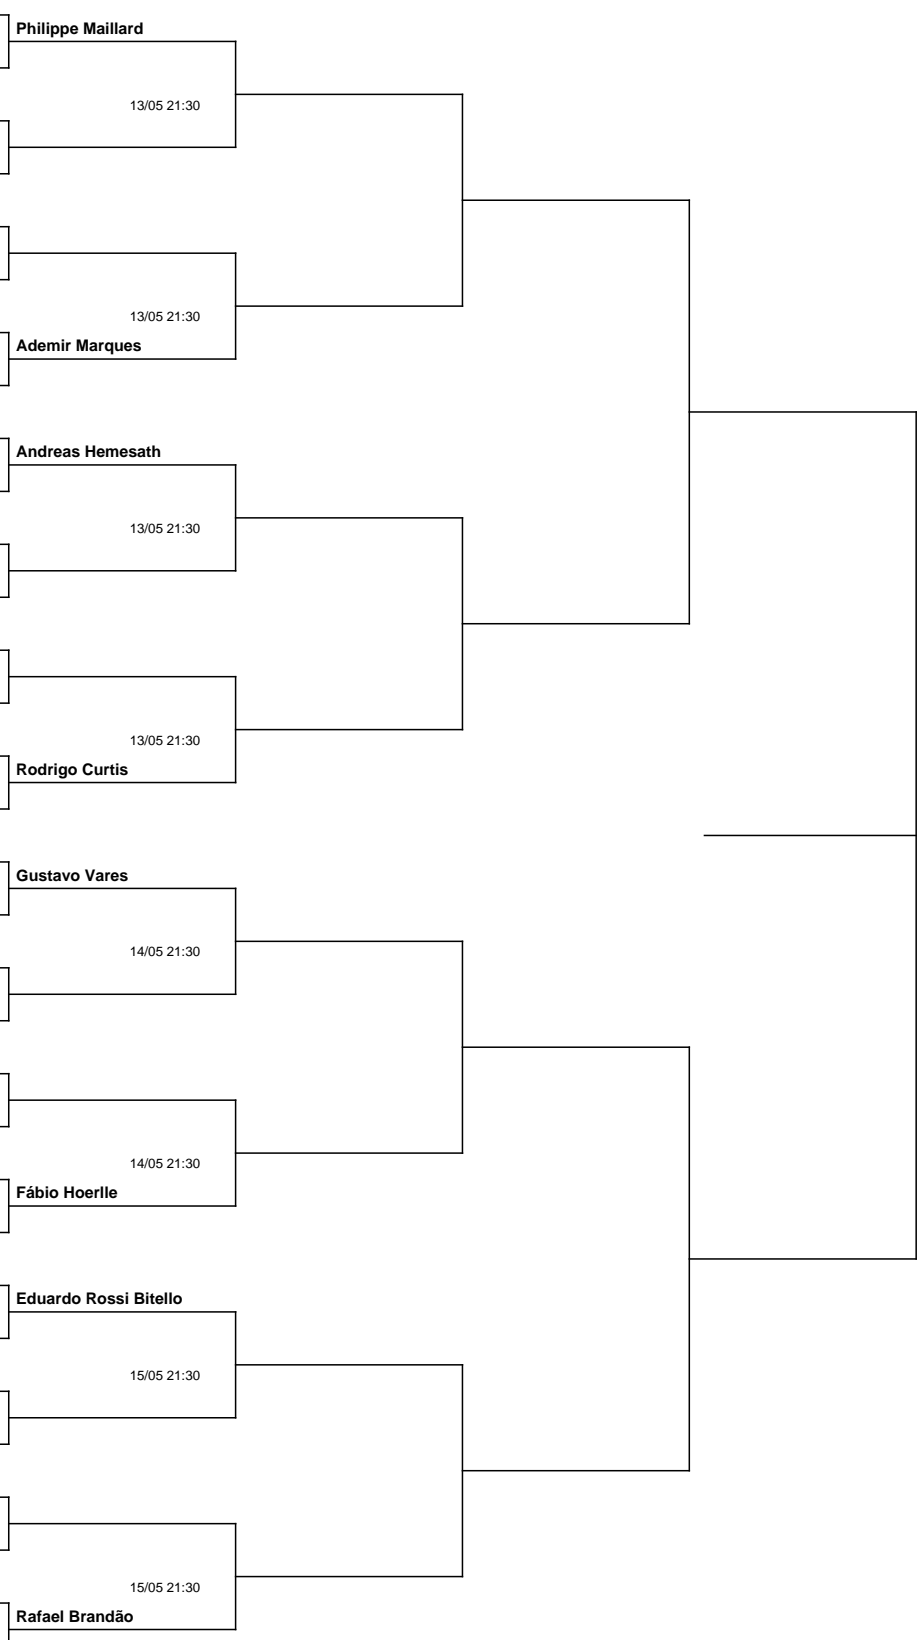 Philippe Maillard
13/05 21:30
13/05 21:30
Ademir Marques
Andreas Hemesath
13/05 21:30
13/05 21:30
Rodrigo Curtis
Gustavo Vares
14/05 21:30
14/05 21:30
Fábio Hoerlle
Eduardo Rossi Bitello
15/05 21:30
15/05 21:30
Rafael Brandão